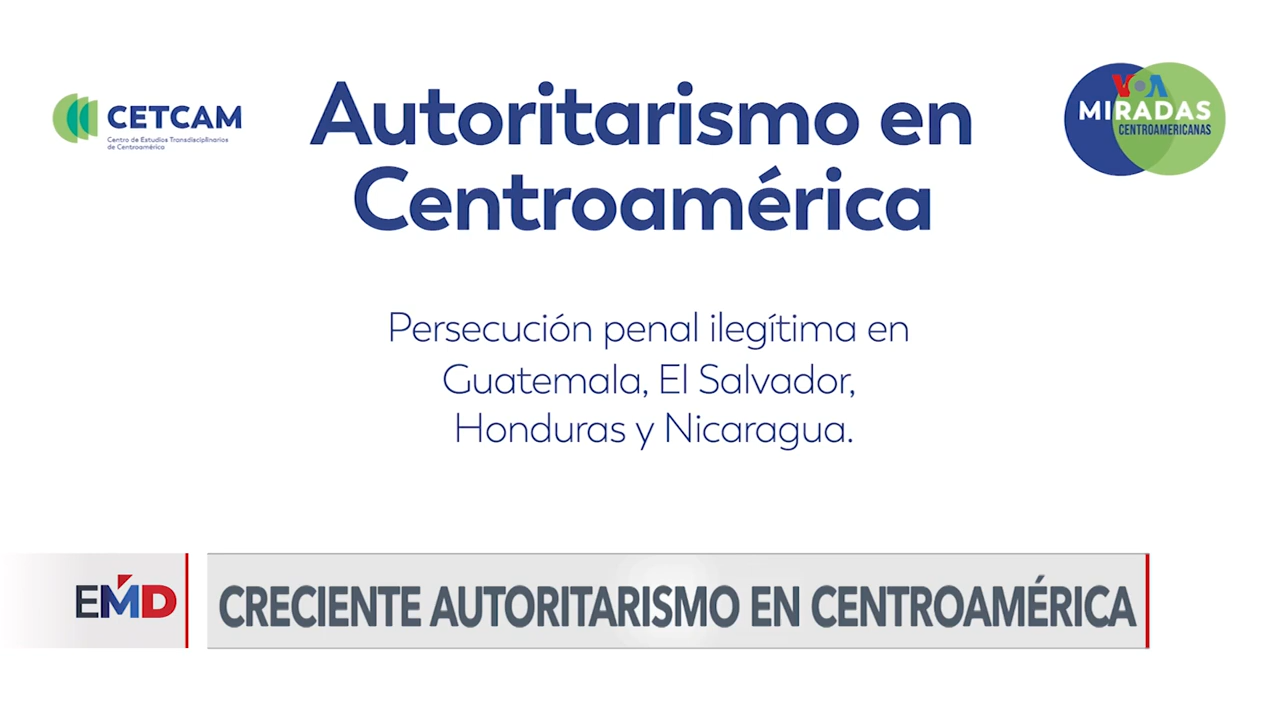 CETCAM
Centro de Estudios Transdisciplinarios
de Centroamérica
Autoritarismo en
Centroamérica
VOA
MIRADAS
CENTROAMERICANAS
Persecución penal ilegítima en
Guatemala, El Salvador,
Honduras y Nicaragua.
EMD
CRECIENTE AUTORITARISMO EN CENTROAMÉRICA